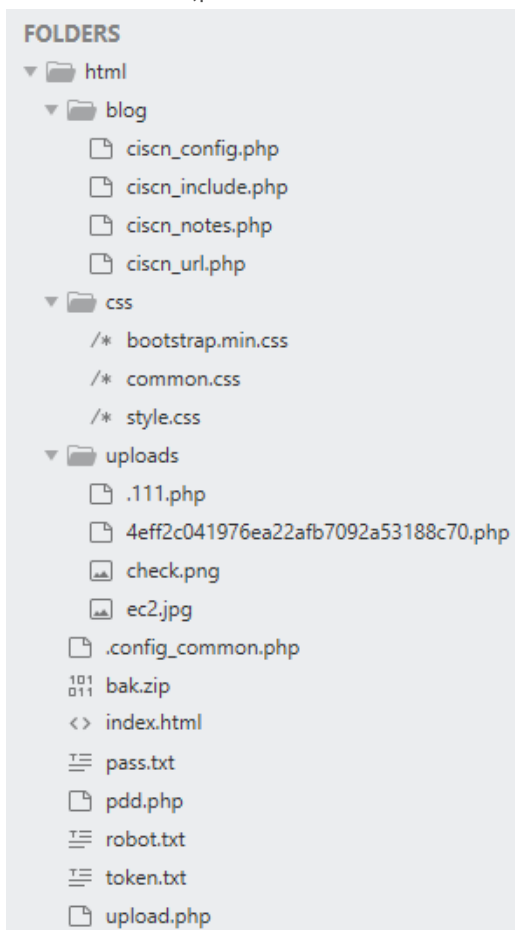 FOLDERS
html
blog
ciscn_config.php
ciscn_include.php
ciscn_notes.php
ciscn_url.php
css
/* bootstrap.min.css
/* common.css
/* style.css
uploads
.111.php
4eff2c041976ea22afb7092a53188c70.php
check.png
ec2.jpg
.config_common.php
bak.zip
<> index.html
pass.txt
pdd.php
robot.txt
token.txt
upload.php